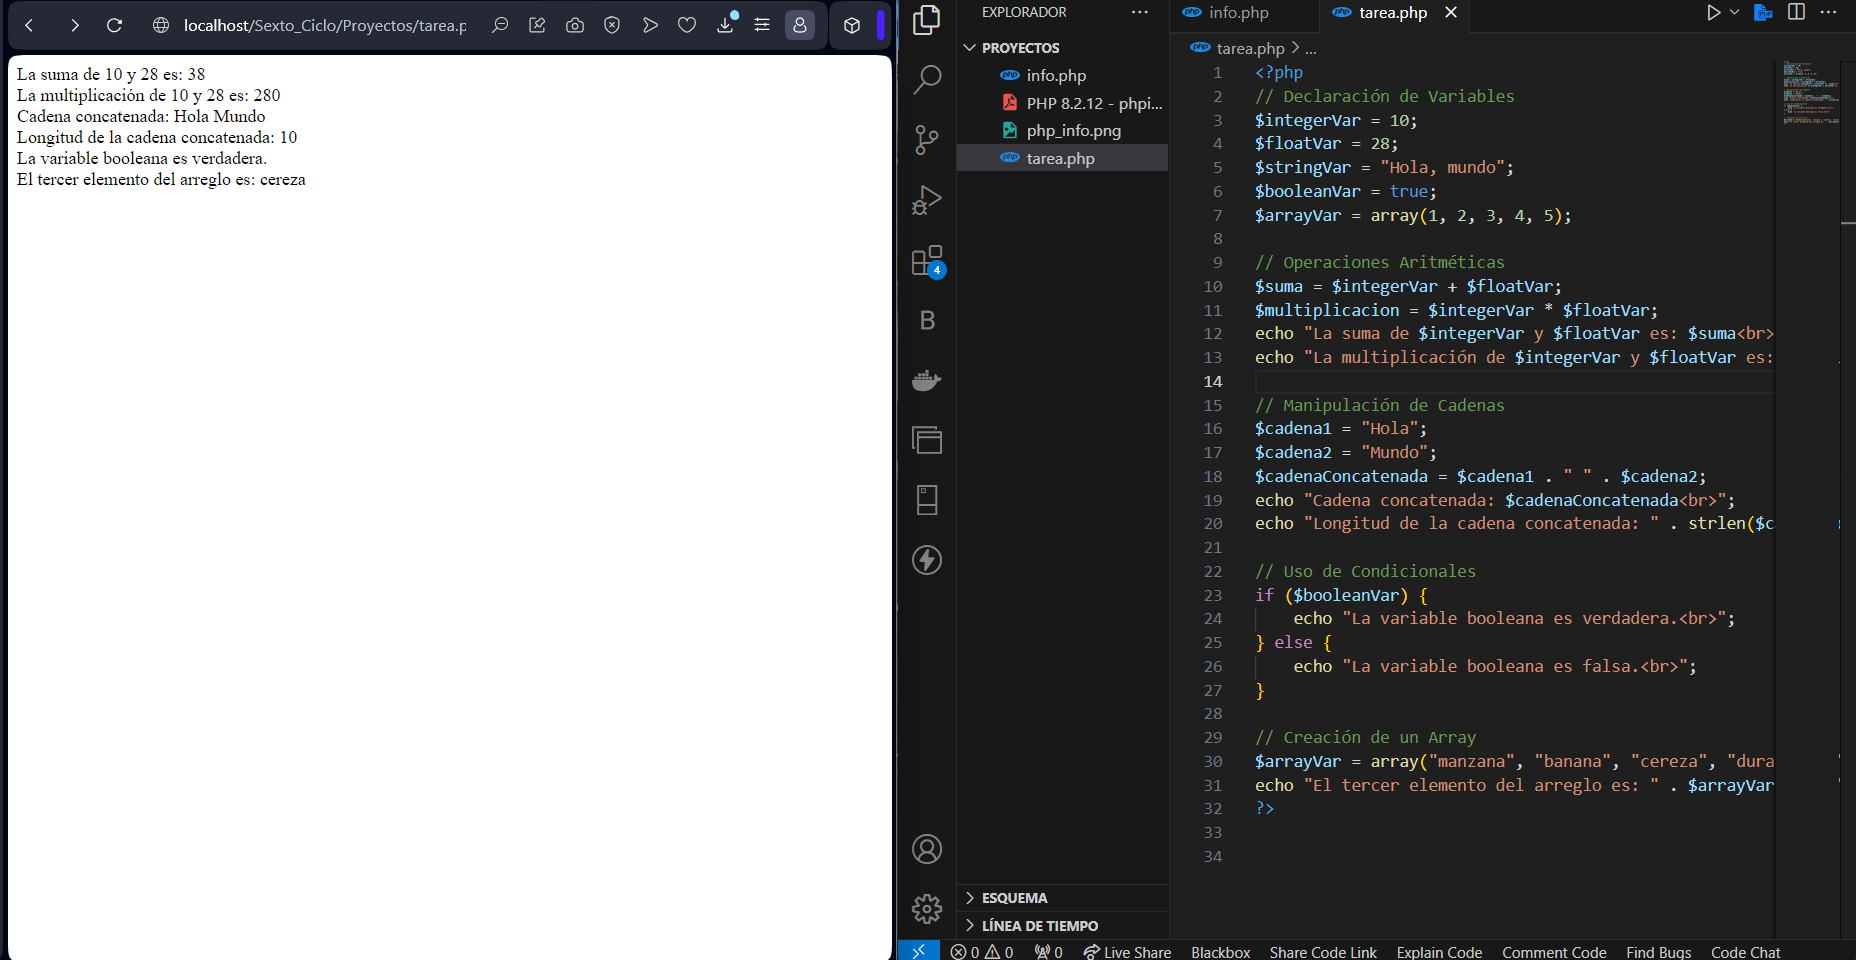 localhost/Sexto_Ciclo/Proyectos/tarea.p
La suma de 10 y 28 es: 38
La multiplicación de 10 y 28 es: 280
Cadena concatenada: Hola Mundo
Longitud de la cadena concatenada: 10
La variable booleana es verdadera.
El tercer elemento del arreglo es: cereza
4
B
EXPLORADOR
PROYECTOS
php info.php
PHP 8.2.12 - phpi...
php_info.png
php tarea.php
ESQUEMA
LÍNEA DE TIEMPO
php info.php
php tarea.php
php tarea.php > ...
1 <?php
2 // Declaración de Variables
3 $integerVar = 10;
4 $floatVar = 28;
5 $stringVar = "Hola, mundo";
6 $booleanVar = true;
7 $arrayVar = array(1, 2, 3, 4, 5);
8
9 // Operaciones Aritméticas
10 $suma = $integerVar + $floatVar;
11 $multiplicacion = $integerVar * $floatVar;
12 echo "La suma de $integerVar y $floatVar es: $suma<br>
13 echo "La multiplicación de $integerVar y $floatVar es:
14
15 // Manipulación de Cadenas
16 $cadena1 = "Hola";
17 $cadena2 = "Mundo";
18 $cadenaConcatenada = $cadena1 . " " . $cadena2;
19 echo "Cadena concatenada: $cadenaConcatenada<br>";
20 echo "Longitud de la cadena concatenada: " . strlen($c
21
22 // Uso de Condicionales
23 if ($booleanVar) {
24 echo "La variable booleana es verdadera.<br>";
25 } else {
26 echo "La variable booleana es falsa.<br>";
27 }
28
29 // Creación de un Array
30 $arrayVar = array("manzana", "banana", "cereza", "dura
31 echo "El tercer elemento del arreglo es: " . $arrayVar
32 ?>
33
34
0 0 0 Live Share Blackbox Share Code Link Explain Code Comment Code Find Bugs Code Chat